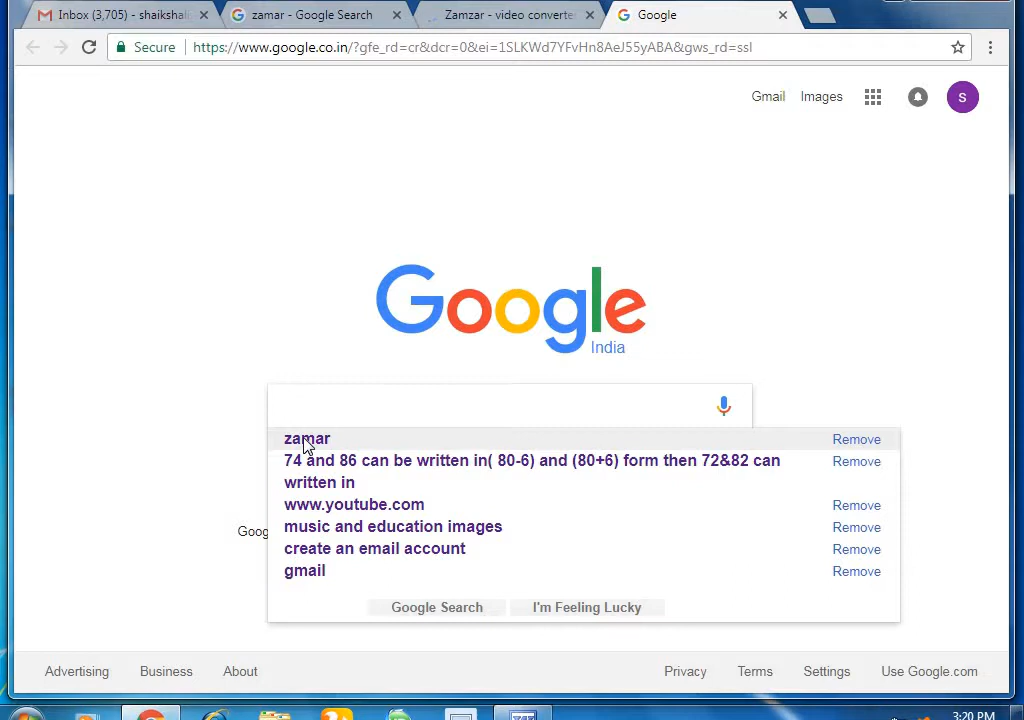 Inbox (3,705) - shaikshali
zamar - Google Search
Zamzar - video converte
Google
Secure
https://www.google.co.in/?gfe_rd=cr&dcr=0&ei=1SLKWd7YFvHn8AeJ55yABA&gws_rd=ssl
Gmail Images
S
Google
India
zamar Remove
74 and 86 can be written in( 80-6) and (80+6) form then 72&82 can Remove
written in
www.youtube.com Remove
music and education images Remove
Goog
create an email account Remove
gmail Remove
Google Search I'm Feeling Lucky
Advertising Business About Privacy Terms Settings Use Google.com
3:20 PM